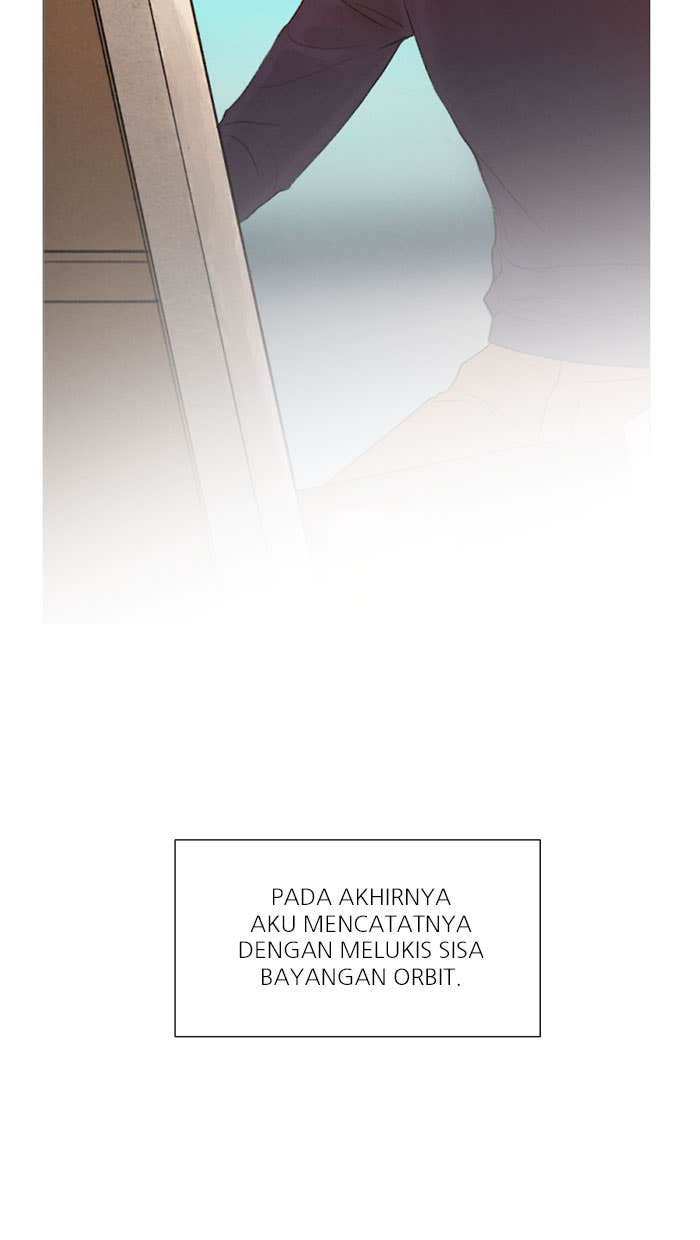 PADA AKHIRNYA
AKU MENCATATNYA
DENGAN MELUKIS SISA
BAYANGAN ORBIT.